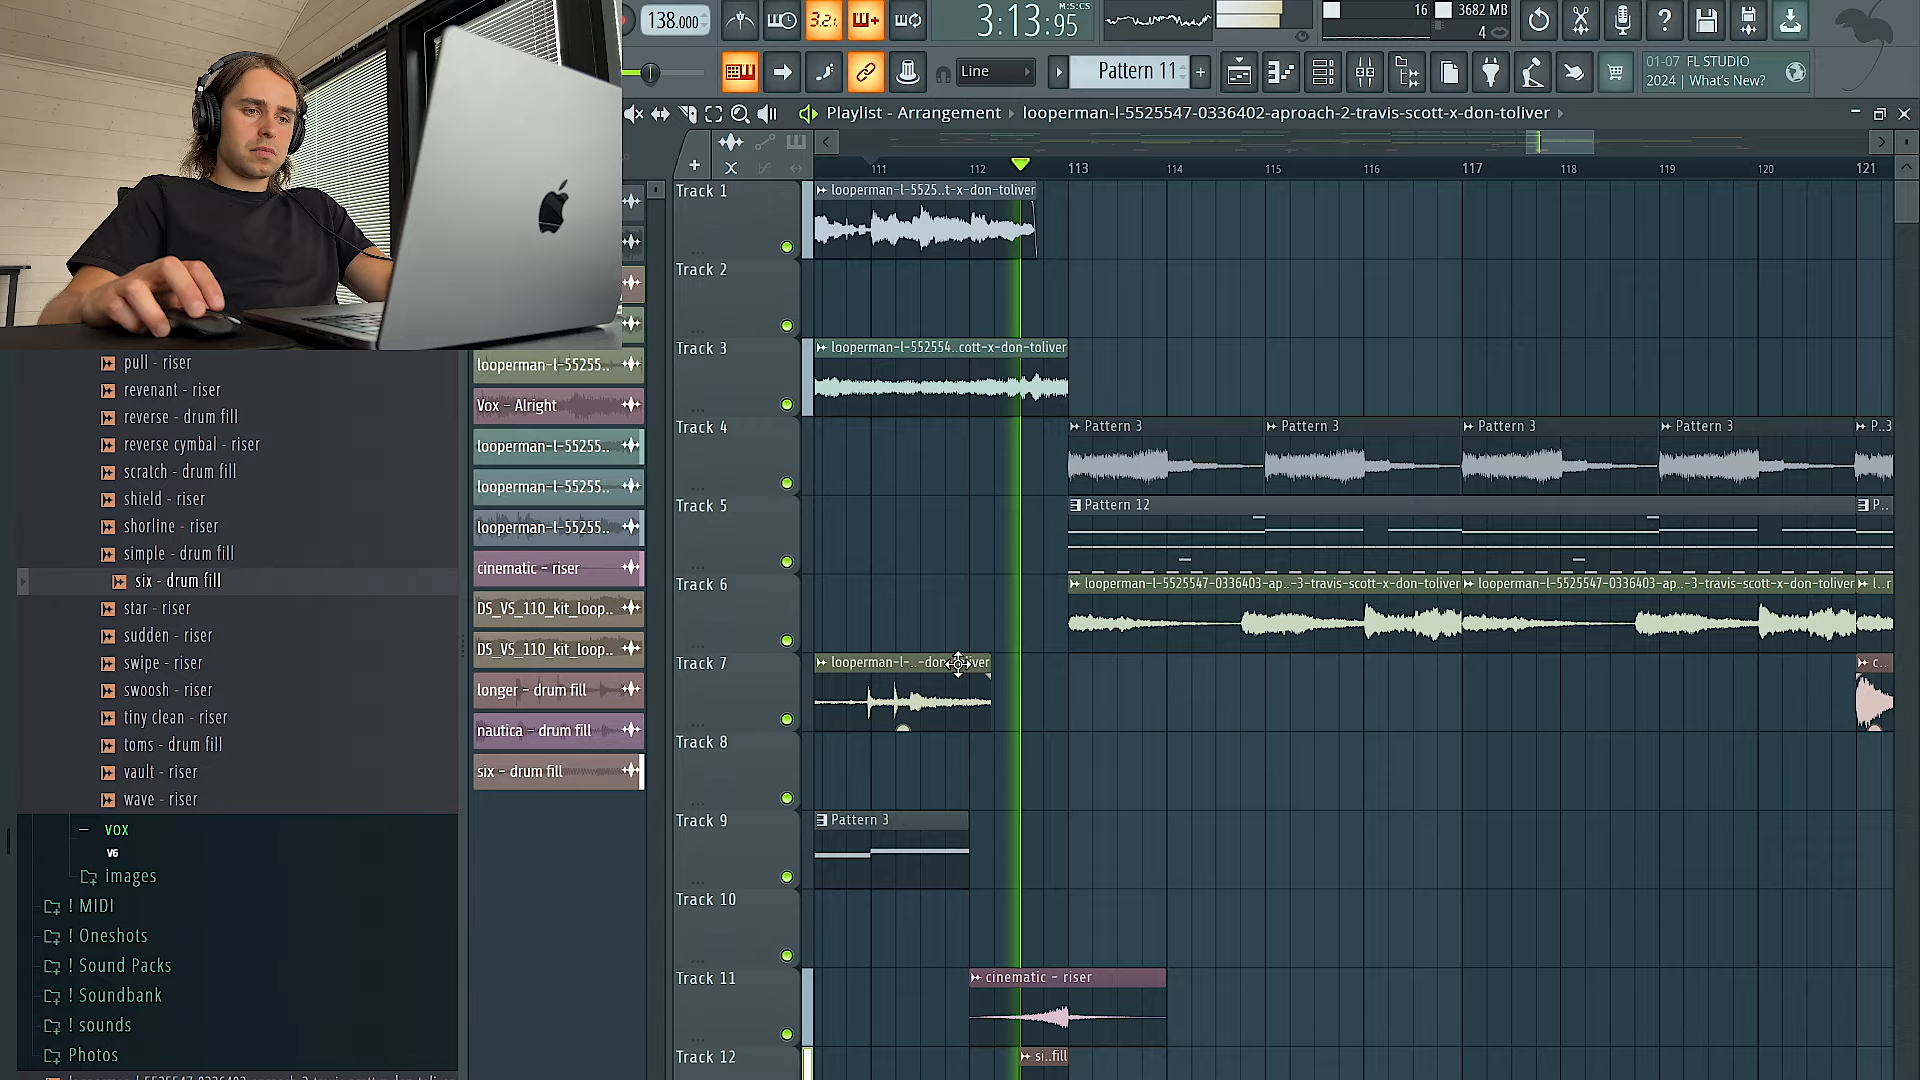 138.000
3.2.
3:13:95
M:S:CS
16
3682 MB
4
Line
Pattern 11
01-07 FL STUDIO
2024 | What's New?
Playlist - Arrangement
looperman-l-5525547-0336402-aproach-2-travis-scott-x-don-toliver
111
112
113
114
115
116
117
118
119
120
121
Track 1
looperman-l-5525..t-x-don-toliver
Track 2
Track 3
looperman-l-552554..cott-x-don-toliver
Track 4
Pattern 3
Pattern 3
Pattern 3
Pattern 3
P..3
Track 5
Pattern 12
P..
Track 6
looperman-l-5525547-0336403-ap..-3-travis-scott-x-don-toliver
looperman-l-5525547-0336403-ap..-3-travis-scott-x-don-toliver
l..r
Track 7
c..
Track 8
Track 9
Pattern 3
Track 10
Track 11
cinematic - riser
Track 12
si..fill
pull - riser
revenant - riser
reverse - drum fill
reverse cymbal - riser
scratch - drum fill
shield - riser
shorline - riser
simple - drum fill
six - drum fill
star - riser
sudden - riser
swipe - riser
swoosh - riser
tiny clean - riser
toms - drum fill
vault - riser
wave - riser
vox
V6
images
! MIDI
! Oneshots
! Sound Packs
! Soundbank
! sounds
Photos
looperman-l-55255..
Vox - Alright
looperman-l-55255..
looperman-l-55255..
looperman-l-55255..
cinematic - riser
DS_VS_110_kit_loop..
DS_VS_110_kit_loop..
longer - drum fill
nautica - drum fill
six - drum fill